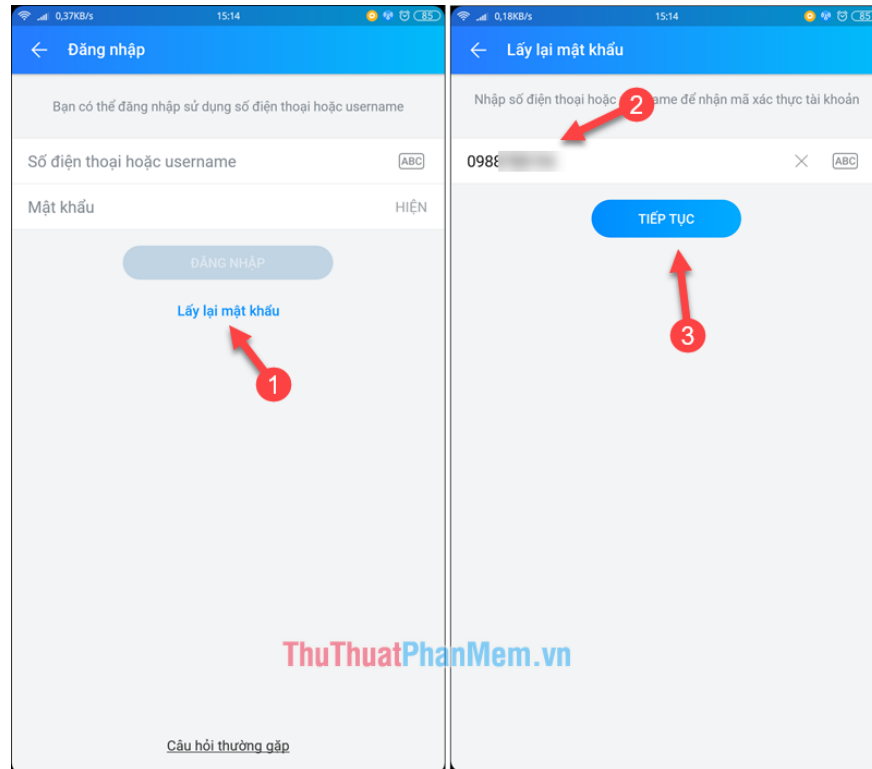 0,37KB/s 15:14 85
Đăng nhập
Bạn có thể đăng nhập sử dụng số điện thoại hoặc username
Số điện thoại hoặc username ABC
Mật khẩu HIỆN
ĐĂNG NHẬP
Lấy lại mật khẩu
1
Câu hỏi thường gặp
0,18KB/s 15:14 85
Lấy lại mật khẩu
Nhập số điện thoại hoặc ame để nhận mã xác thực tài khoản
2
0988 ABC
TIẾP TỤC
3
ThuThuatPhanMem.vn